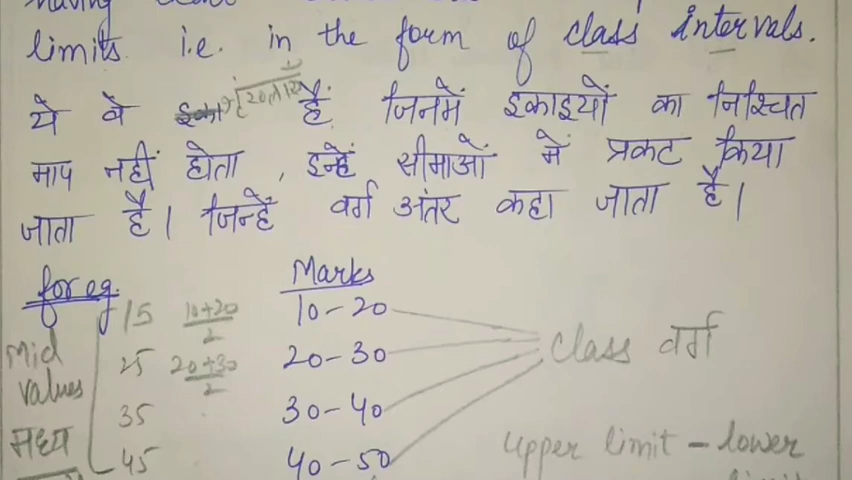 having
limits i.e. in the form of class intervals.
ये वे हैं जिनमें इकाइयों का निश्चित
माप नहीं होता , इन्हें सीमाओं में प्रकट किया
जाता है। जिन्हें वर्ग अंतर कहा जाता है।
for eg. Marks
15 10+20/2 10-20
Mid 25 20+30/2 20-30 class वर्ग
values 35 30-40
मध्य 45 40-50 upper limit - lower